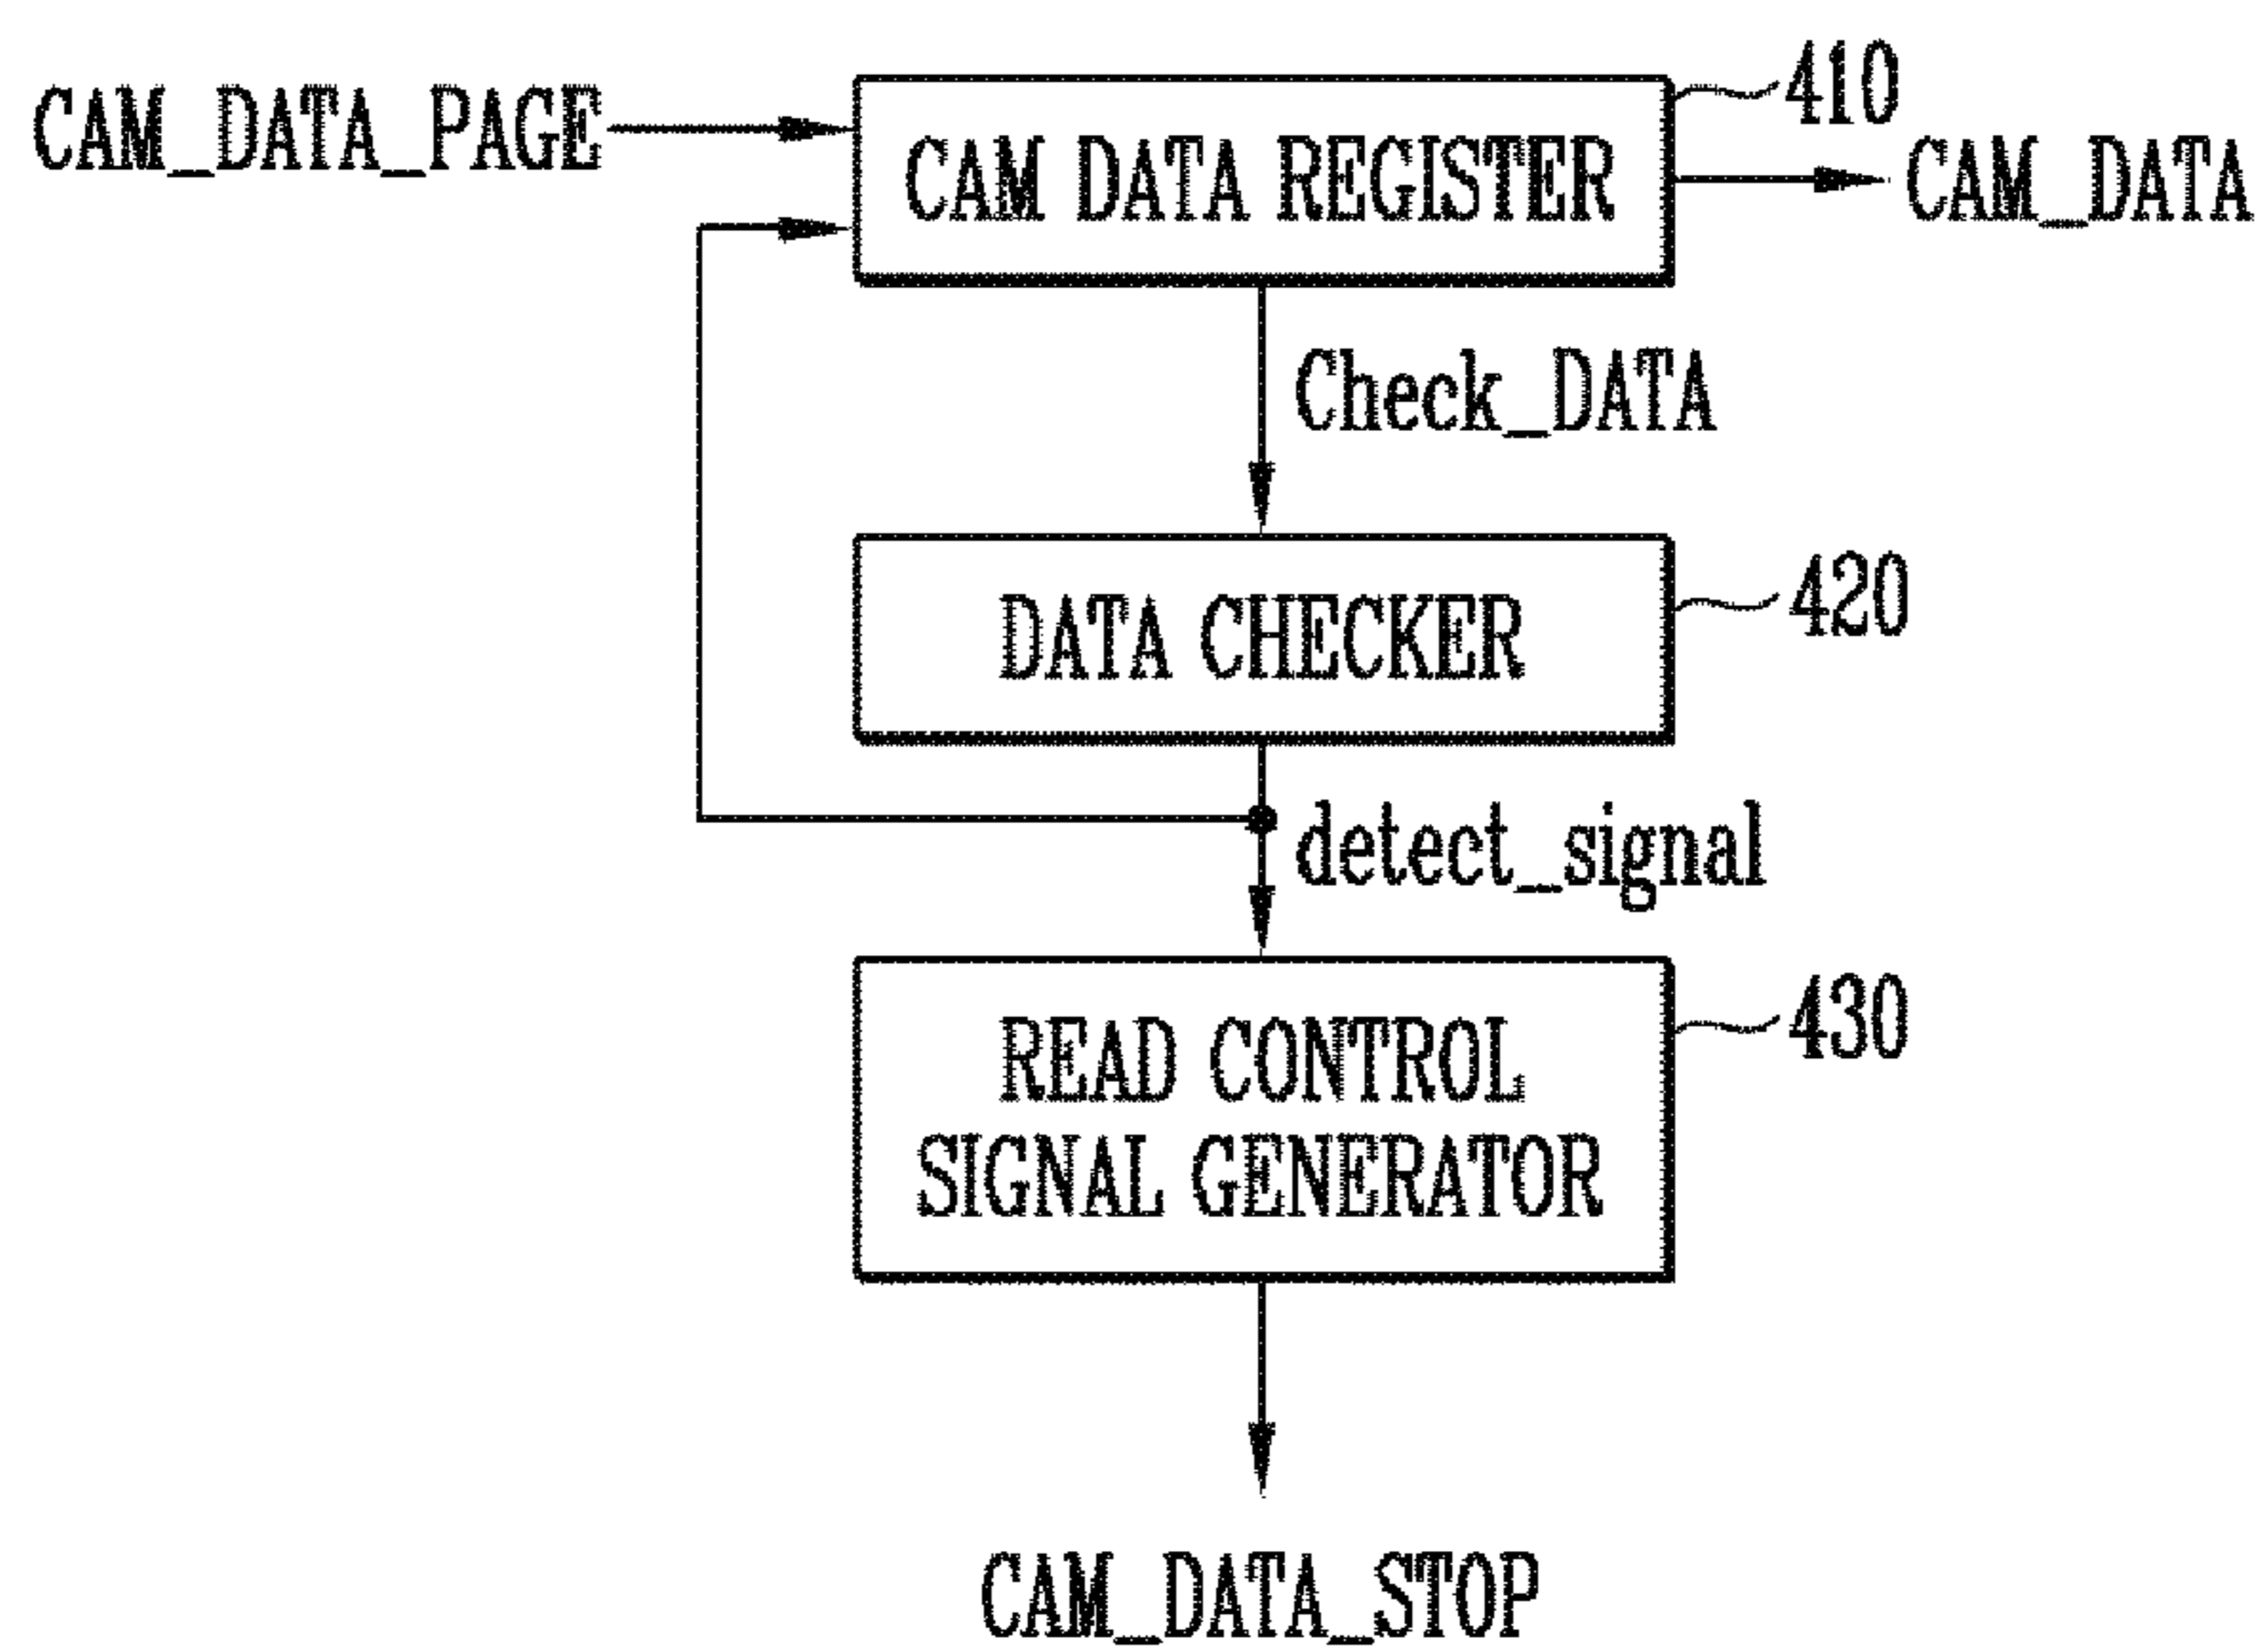 410
CAM_DATA_PAGE
CAM DATA REGISTER
CAM_DATA
Check_DATA
420
DATA CHECKER
detect_signal
430
READ CONTROL
SIGNAL GENERATOR
CAM_DATA_STOP